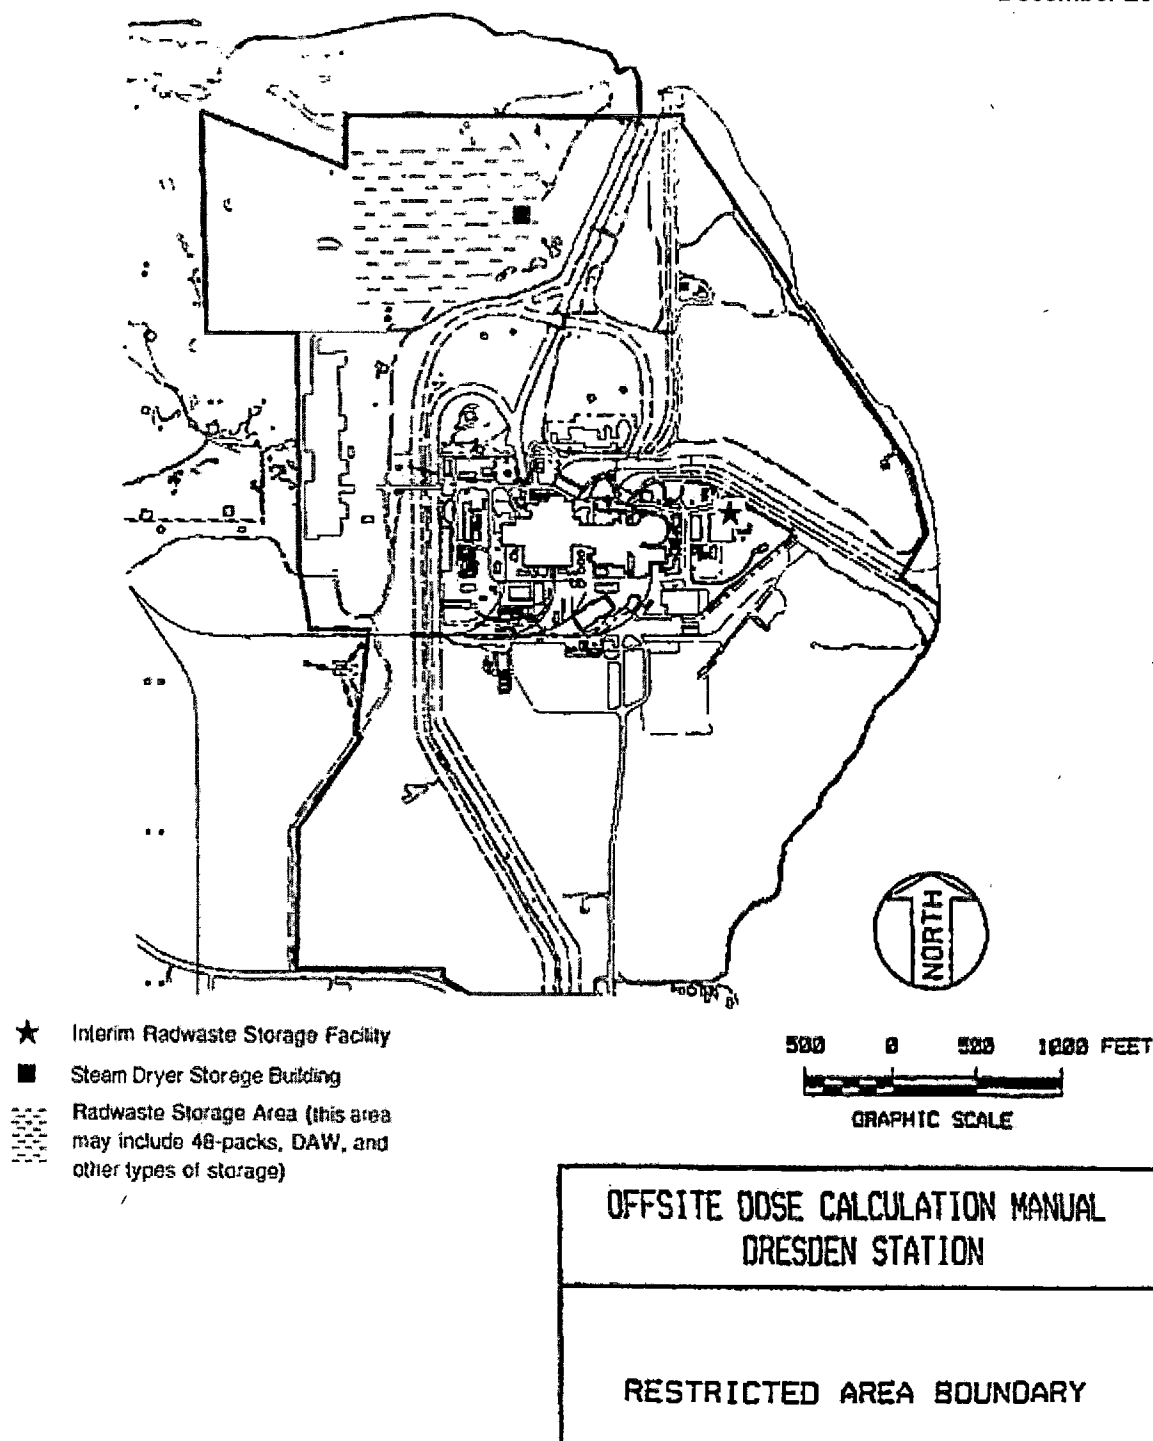 NORTH
Interim Radwaste Storage Facility
Steam Dryer Storage Building
Radwaste Storage Area (this area
may include 48-packs, DAW, and
other types of storage)
500 0 500 1000 FEET
GRAPHIC SCALE
OFFSITE DOSE CALCULATION MANUAL
DRESDEN STATION
RESTRICTED AREA BOUNDARY